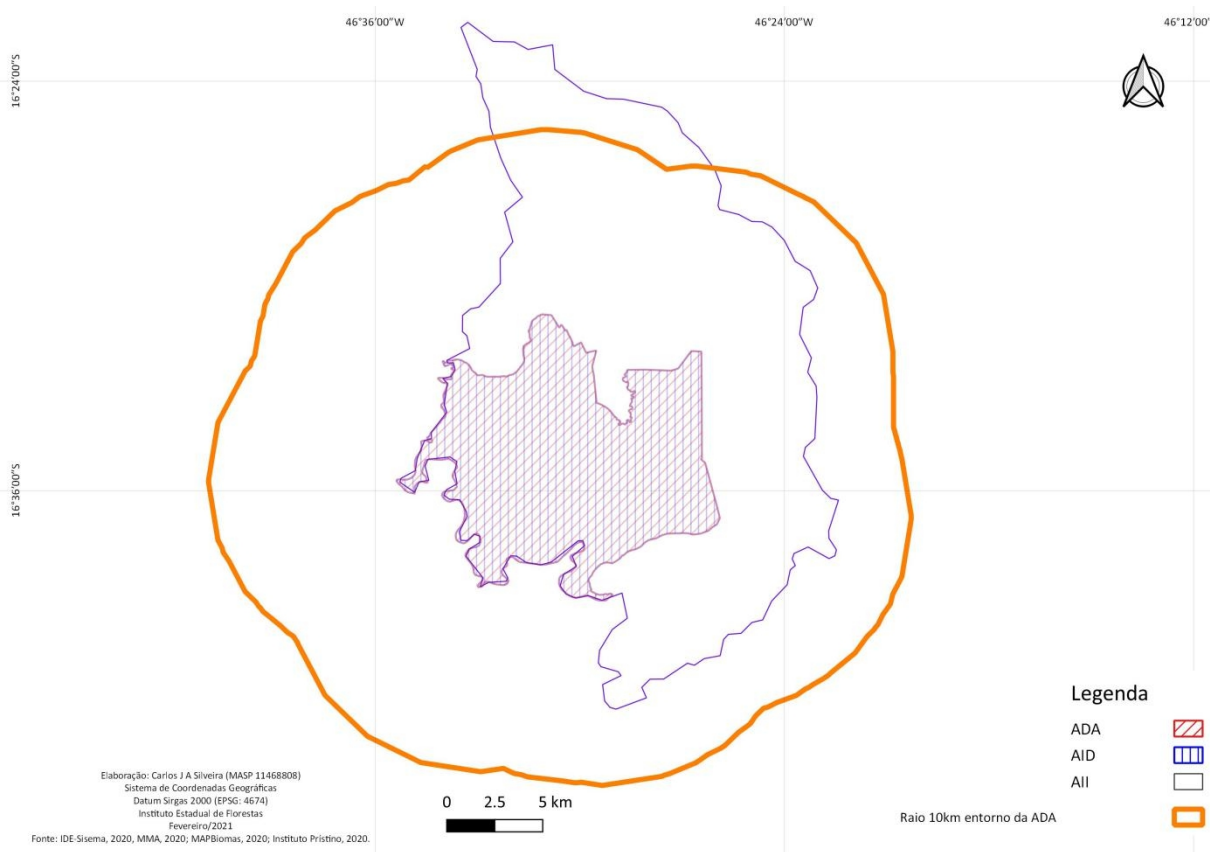 46°36'00"W
46°24'00"W
46°12'00"W
16°24'00"S
16°36'00"S
Legenda
ADA
AID
AII
Raio 10km entorno da ADA
0 2.5 5 km
Elaboração: Carlos J A Silveira (MASP 11468808)
Sistema de Coordenadas Geográficas
Datum Sirgas 2000 (EPSG: 4674)
Instituto Estadual de Florestas
Fevereiro/2021
Fonte: IDE-Sisema, 2020, MMA, 2020; MAPBiomas, 2020; Instituto Prístino, 2020.